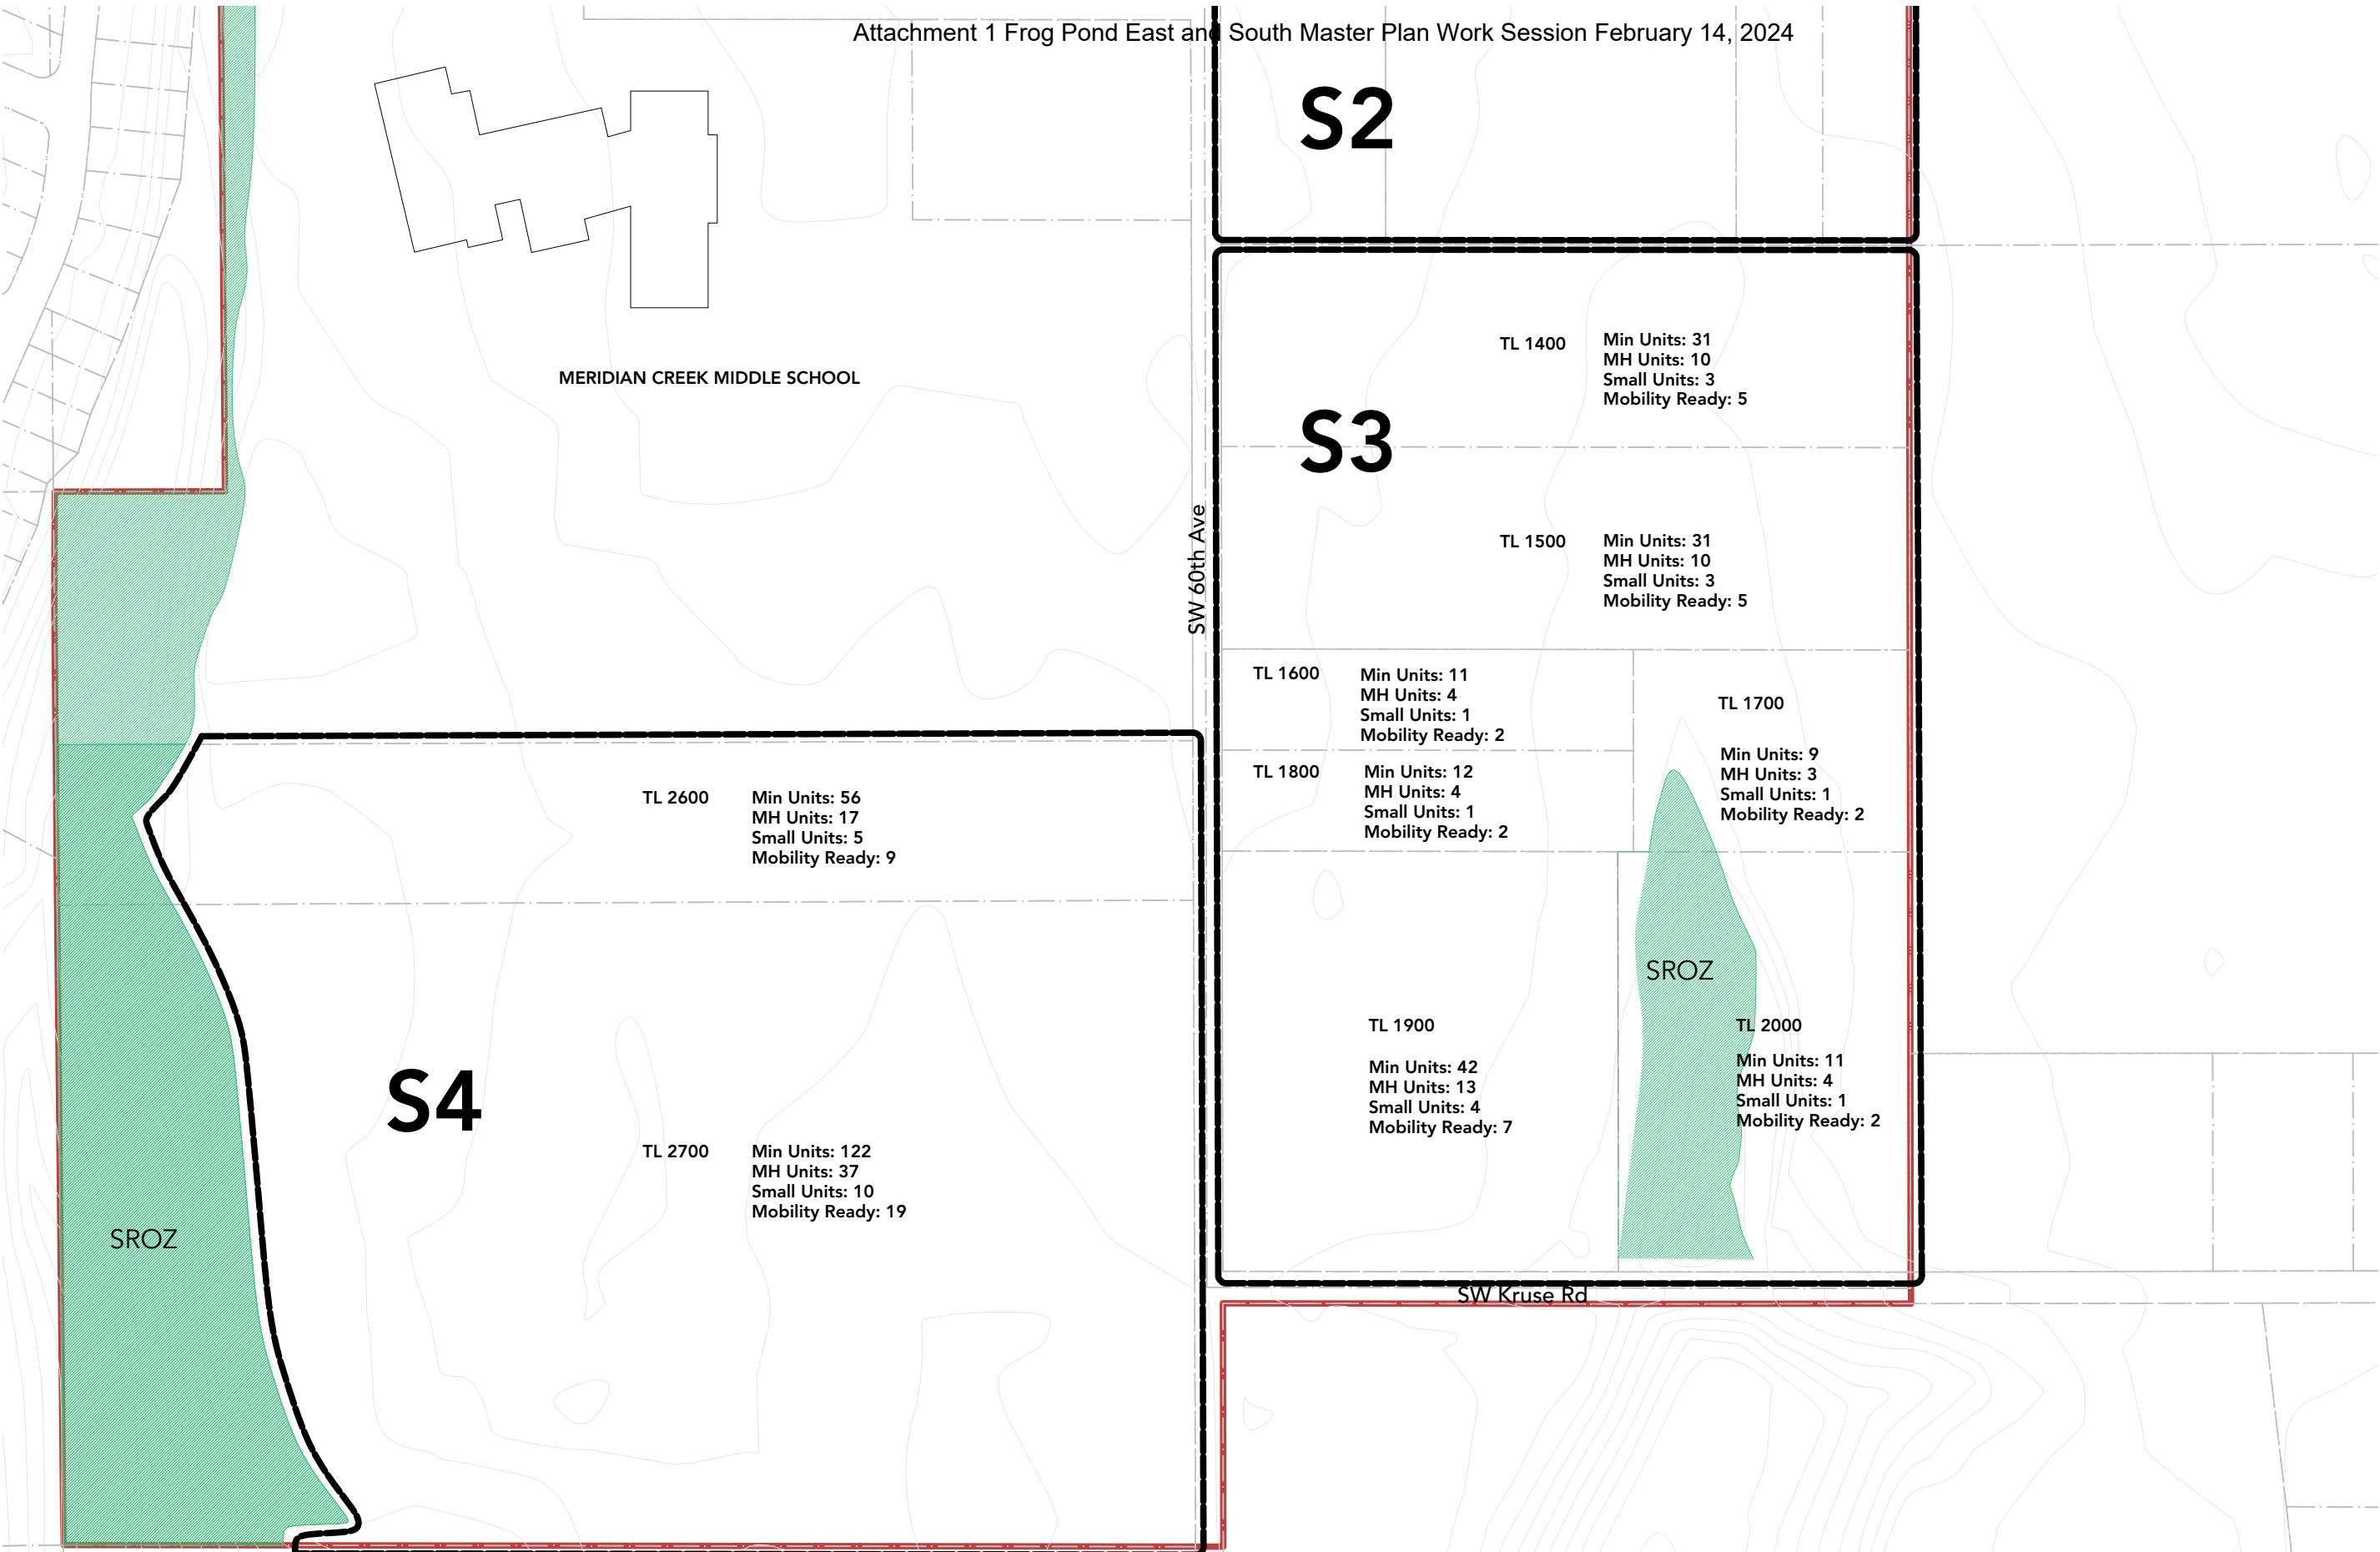 Attachment 1 Frog Pond East and South Master Plan Work Session February 14, 2024
S2
MERIDIAN CREEK MIDDLE SCHOOL
SW 60th Ave
S3
TL 1400
Min Units: 31
MH Units: 10
Small Units: 3
Mobility Ready: 5
TL 1500
Min Units: 31
MH Units: 10
Small Units: 3
Mobility Ready: 5
TL 1600
Min Units: 11
MH Units: 4
Small Units: 1
Mobility Ready: 2
TL 1700
Min Units: 9
MH Units: 3
Small Units: 1
Mobility Ready: 2
TL 1800
Min Units: 12
MH Units: 4
Small Units: 1
Mobility Ready: 2
TL 2600
Min Units: 56
MH Units: 17
Small Units: 5
Mobility Ready: 9
SROZ
TL 1900
Min Units: 42
MH Units: 13
Small Units: 4
Mobility Ready: 7
TL 2000
Min Units: 11
MH Units: 4
Small Units: 1
Mobility Ready: 2
S4
TL 2700
Min Units: 122
MH Units: 37
Small Units: 10
Mobility Ready: 19
SROZ
SW Kruse Rd